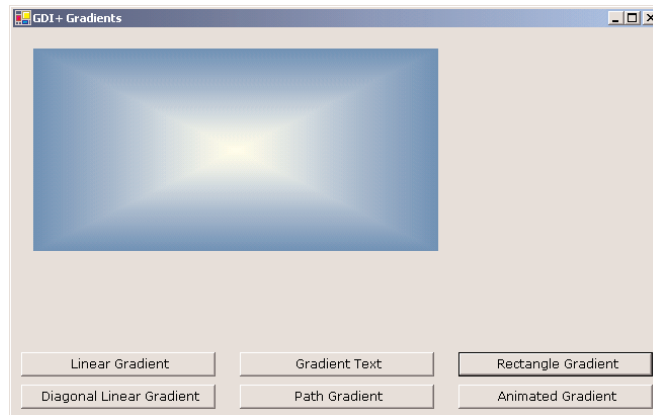 GDI+ Gradients
Linear Gradient
Gradient Text
Rectangle Gradient
Diagonal Linear Gradient
Path Gradient
Animated Gradient